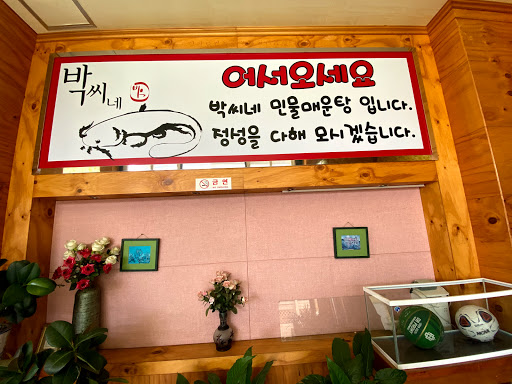 박씨네
어서오세요
박씨네 민물매운탕 입니다.
정성을 다해 모시겠습니다.
금연